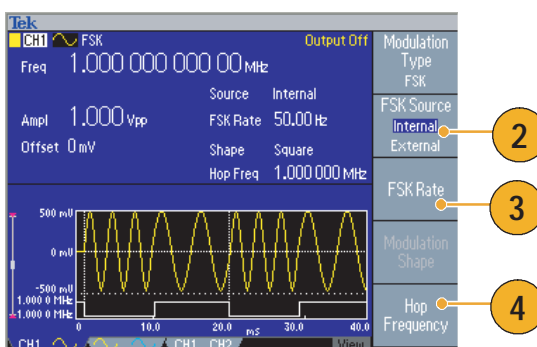 Tek
CH1 FSK Output Off
Freq 1.000 000 000 00 MHz
Source Internal
Ampl 1.000 Vpp FSK Rate 50.00 Hz
Offset 0 mV Shape Square
Hop Freq 1.000 000 MHz
500 mV
0 mV
-500 mV
1.000 0 MHz
1.000 0 MHz
0 10.0 20.0 ms 30.0 40.0
CH1 CH1 CH2 View
Modulation
Type
FSK
FSK Source
Internal
External
2
FSK Rate
3
Modulation
Shape
Hop
Frequency
4